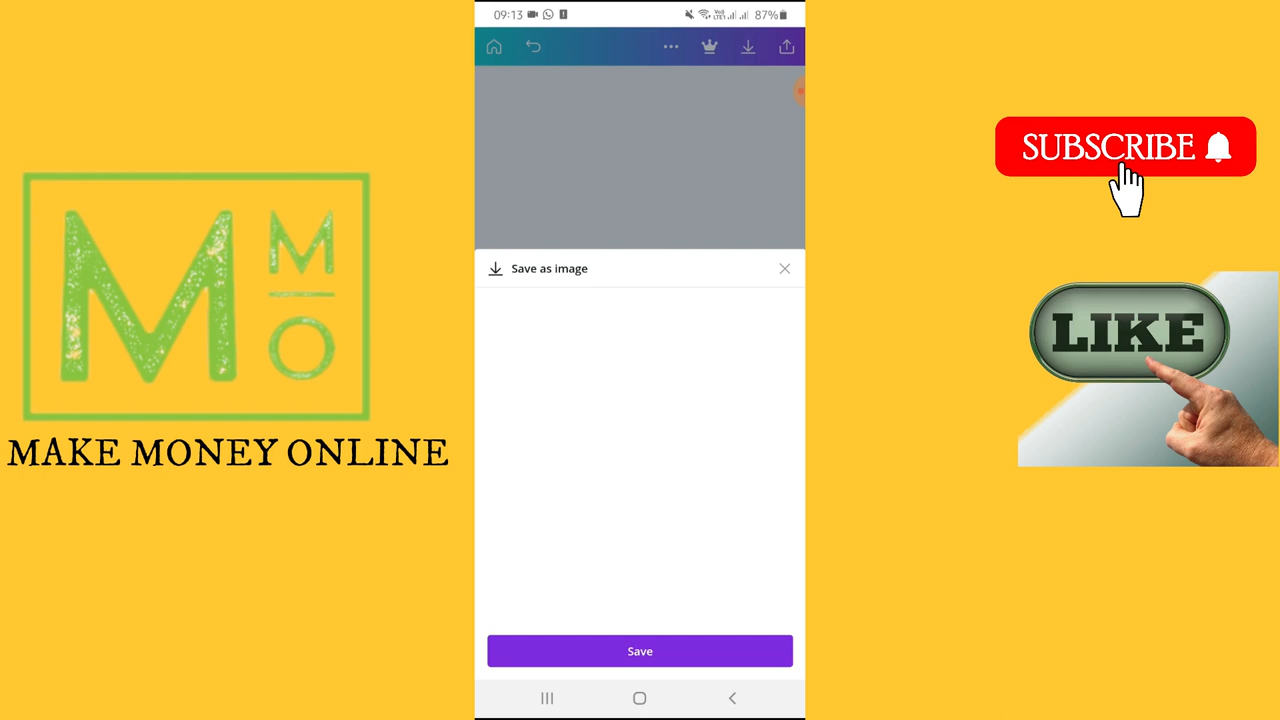 09:13
87%
Save as image
Save
M
M
O
MAKE MONEY ONLINE
SUBSCRIBE
LIKE